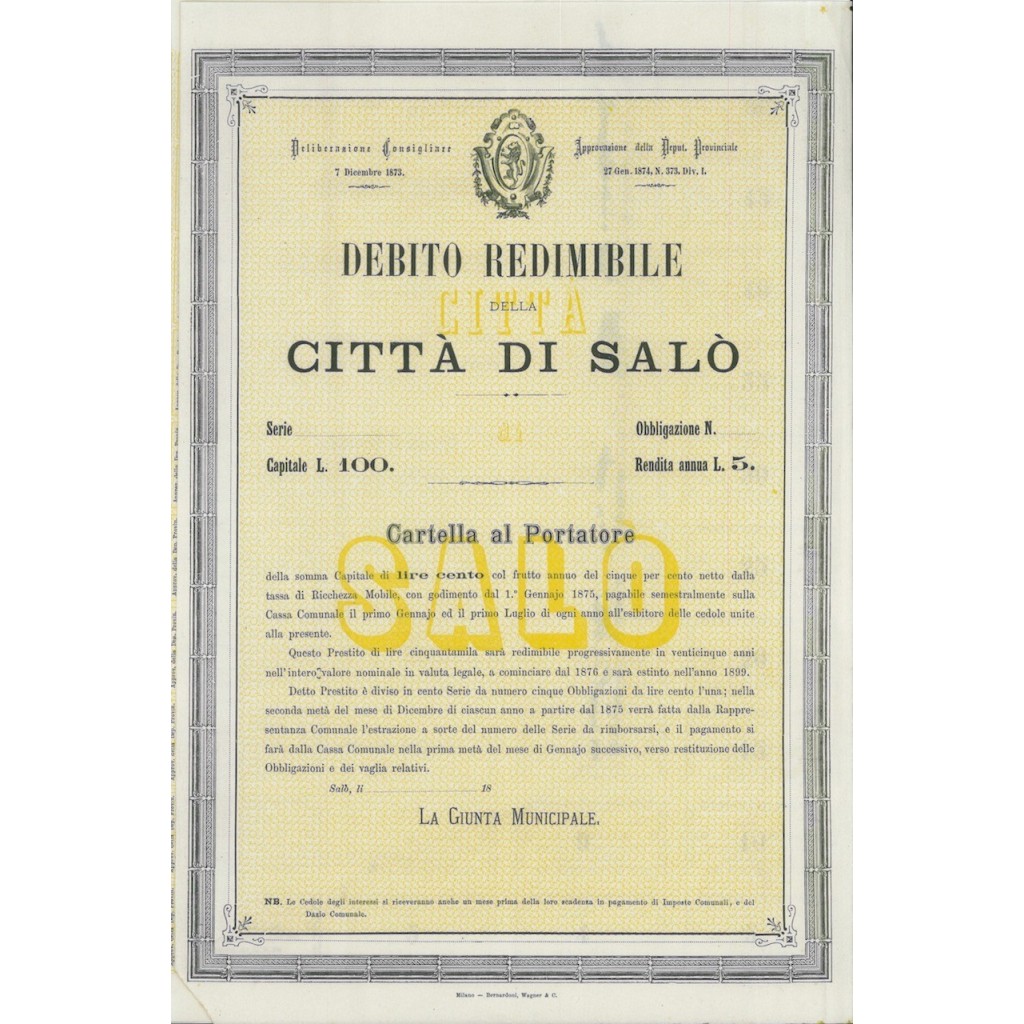 Deliberazione Consigliare
7 Dicembre 1873.
Approvazione della Deput. Provinciale
27 Gen. 1874, N. 373. Div. I.
DEBITO REDIMIBILE
CITTÀ
DELLA
CITTÀ DI SALÒ
Serie
di
Obbligazione N.
Capitale L. 100.
Rendita annua L. 5.
Cartella al Portatore
SALÒ
della somma Capitale di lire cento col frutto annuo del cinque per cento netto dalla
tassa di Ricchezza Mobile, con godimento dal 1.º Gennajo 1875, pagabile semestralmente sulla
Cassa Comunale il primo Gennajo ed il primo Luglio di ogni anno all'esibitore delle cedole unite
alla presente.
Questo Prestito di lire cinquantamila sarà redimibile progressivamente in venticinque anni
nell'intero valore nominale in valuta legale, a cominciare dal 1876 e sarà estinto nell'anno 1899.
Detto Prestito è diviso in cento Serie da numero cinque Obbligazioni da lire cento l'una; nella
seconda metà del mese di Dicembre di ciascun anno a partire dal 1875 verrà fatta dalla Rappre-
sentanza Comunale l'estrazione a sorte del numero delle Serie da rimborsarsi, e il pagamento si
farà dalla Cassa Comunale nella prima metà del mese di Gennajo successivo, verso restituzione delle
Obbligazioni e dei vaglia relativi.
Salò, li 18
LA GIUNTA MUNICIPALE.
NB. Le Cedole degli interessi si riceveranno anche un mese prima della loro scadenza in pagamento di Imposte Comunali, e del
Dazio Comunale.
Milano — Bernardoni, Wagner & C.